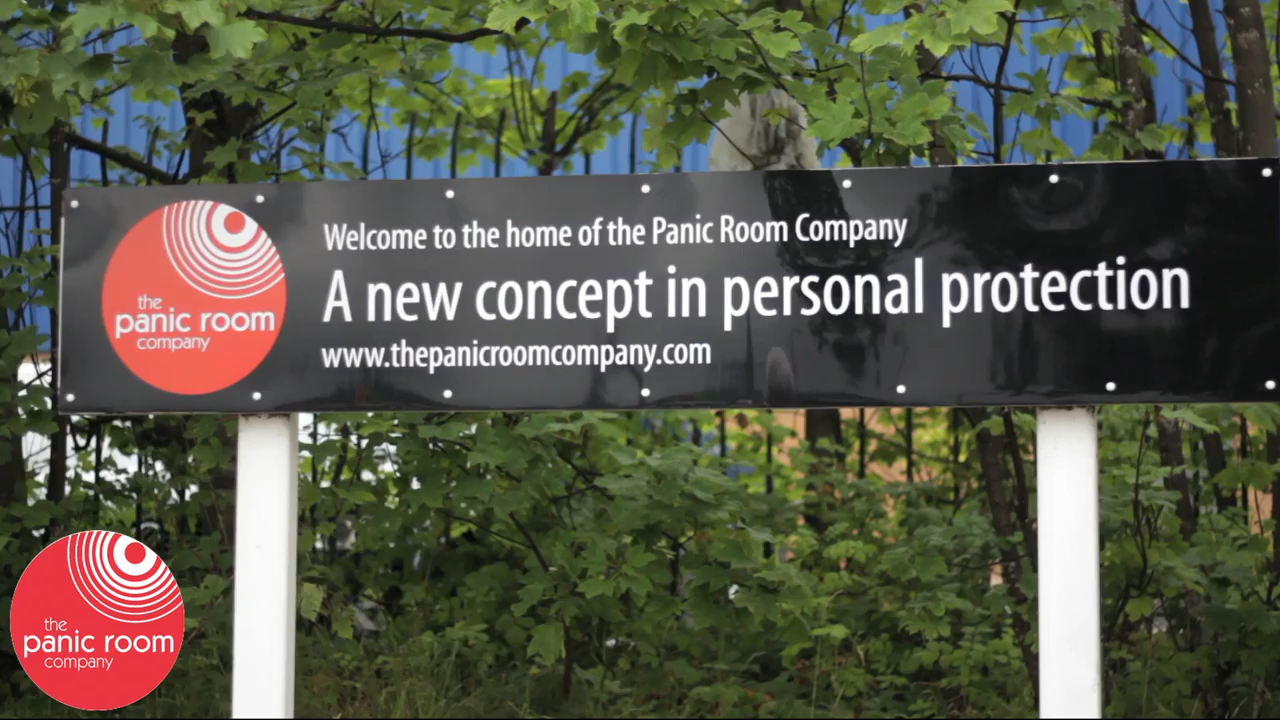 Welcome to the home of the Panic Room Company
A new concept in personal protection
www.thepanicroomcompany.com
the
panic room
company
the
panic room
company